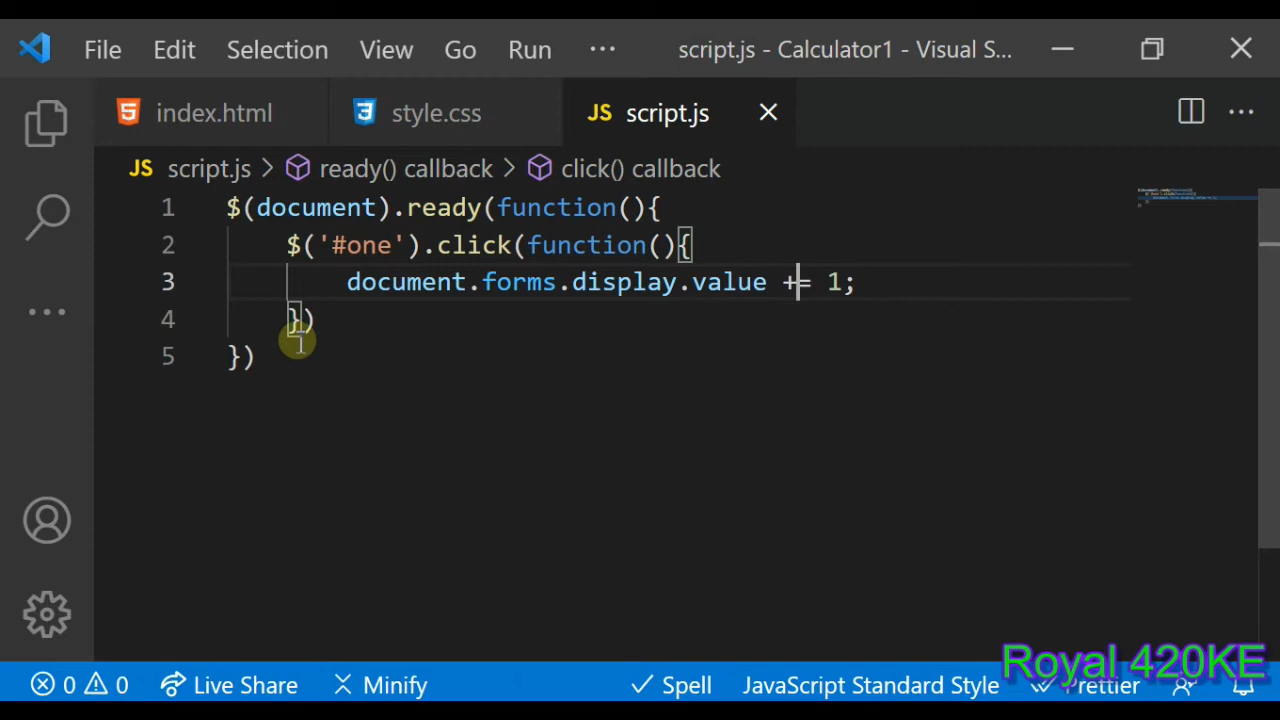 File Edit Selection View Go Run ··· script.js - Calculator1 - Visual S...
index.html style.css JS script.js
JS script.js > ready() callback > click() callback
1 $(document).ready(function(){
2 $('#one').click(function(){
3 document.forms.display.value += 1;
4 })
5 })
0 0 Live Share Minify Spell JavaScript Standard Style Prettier
Royal 420KE